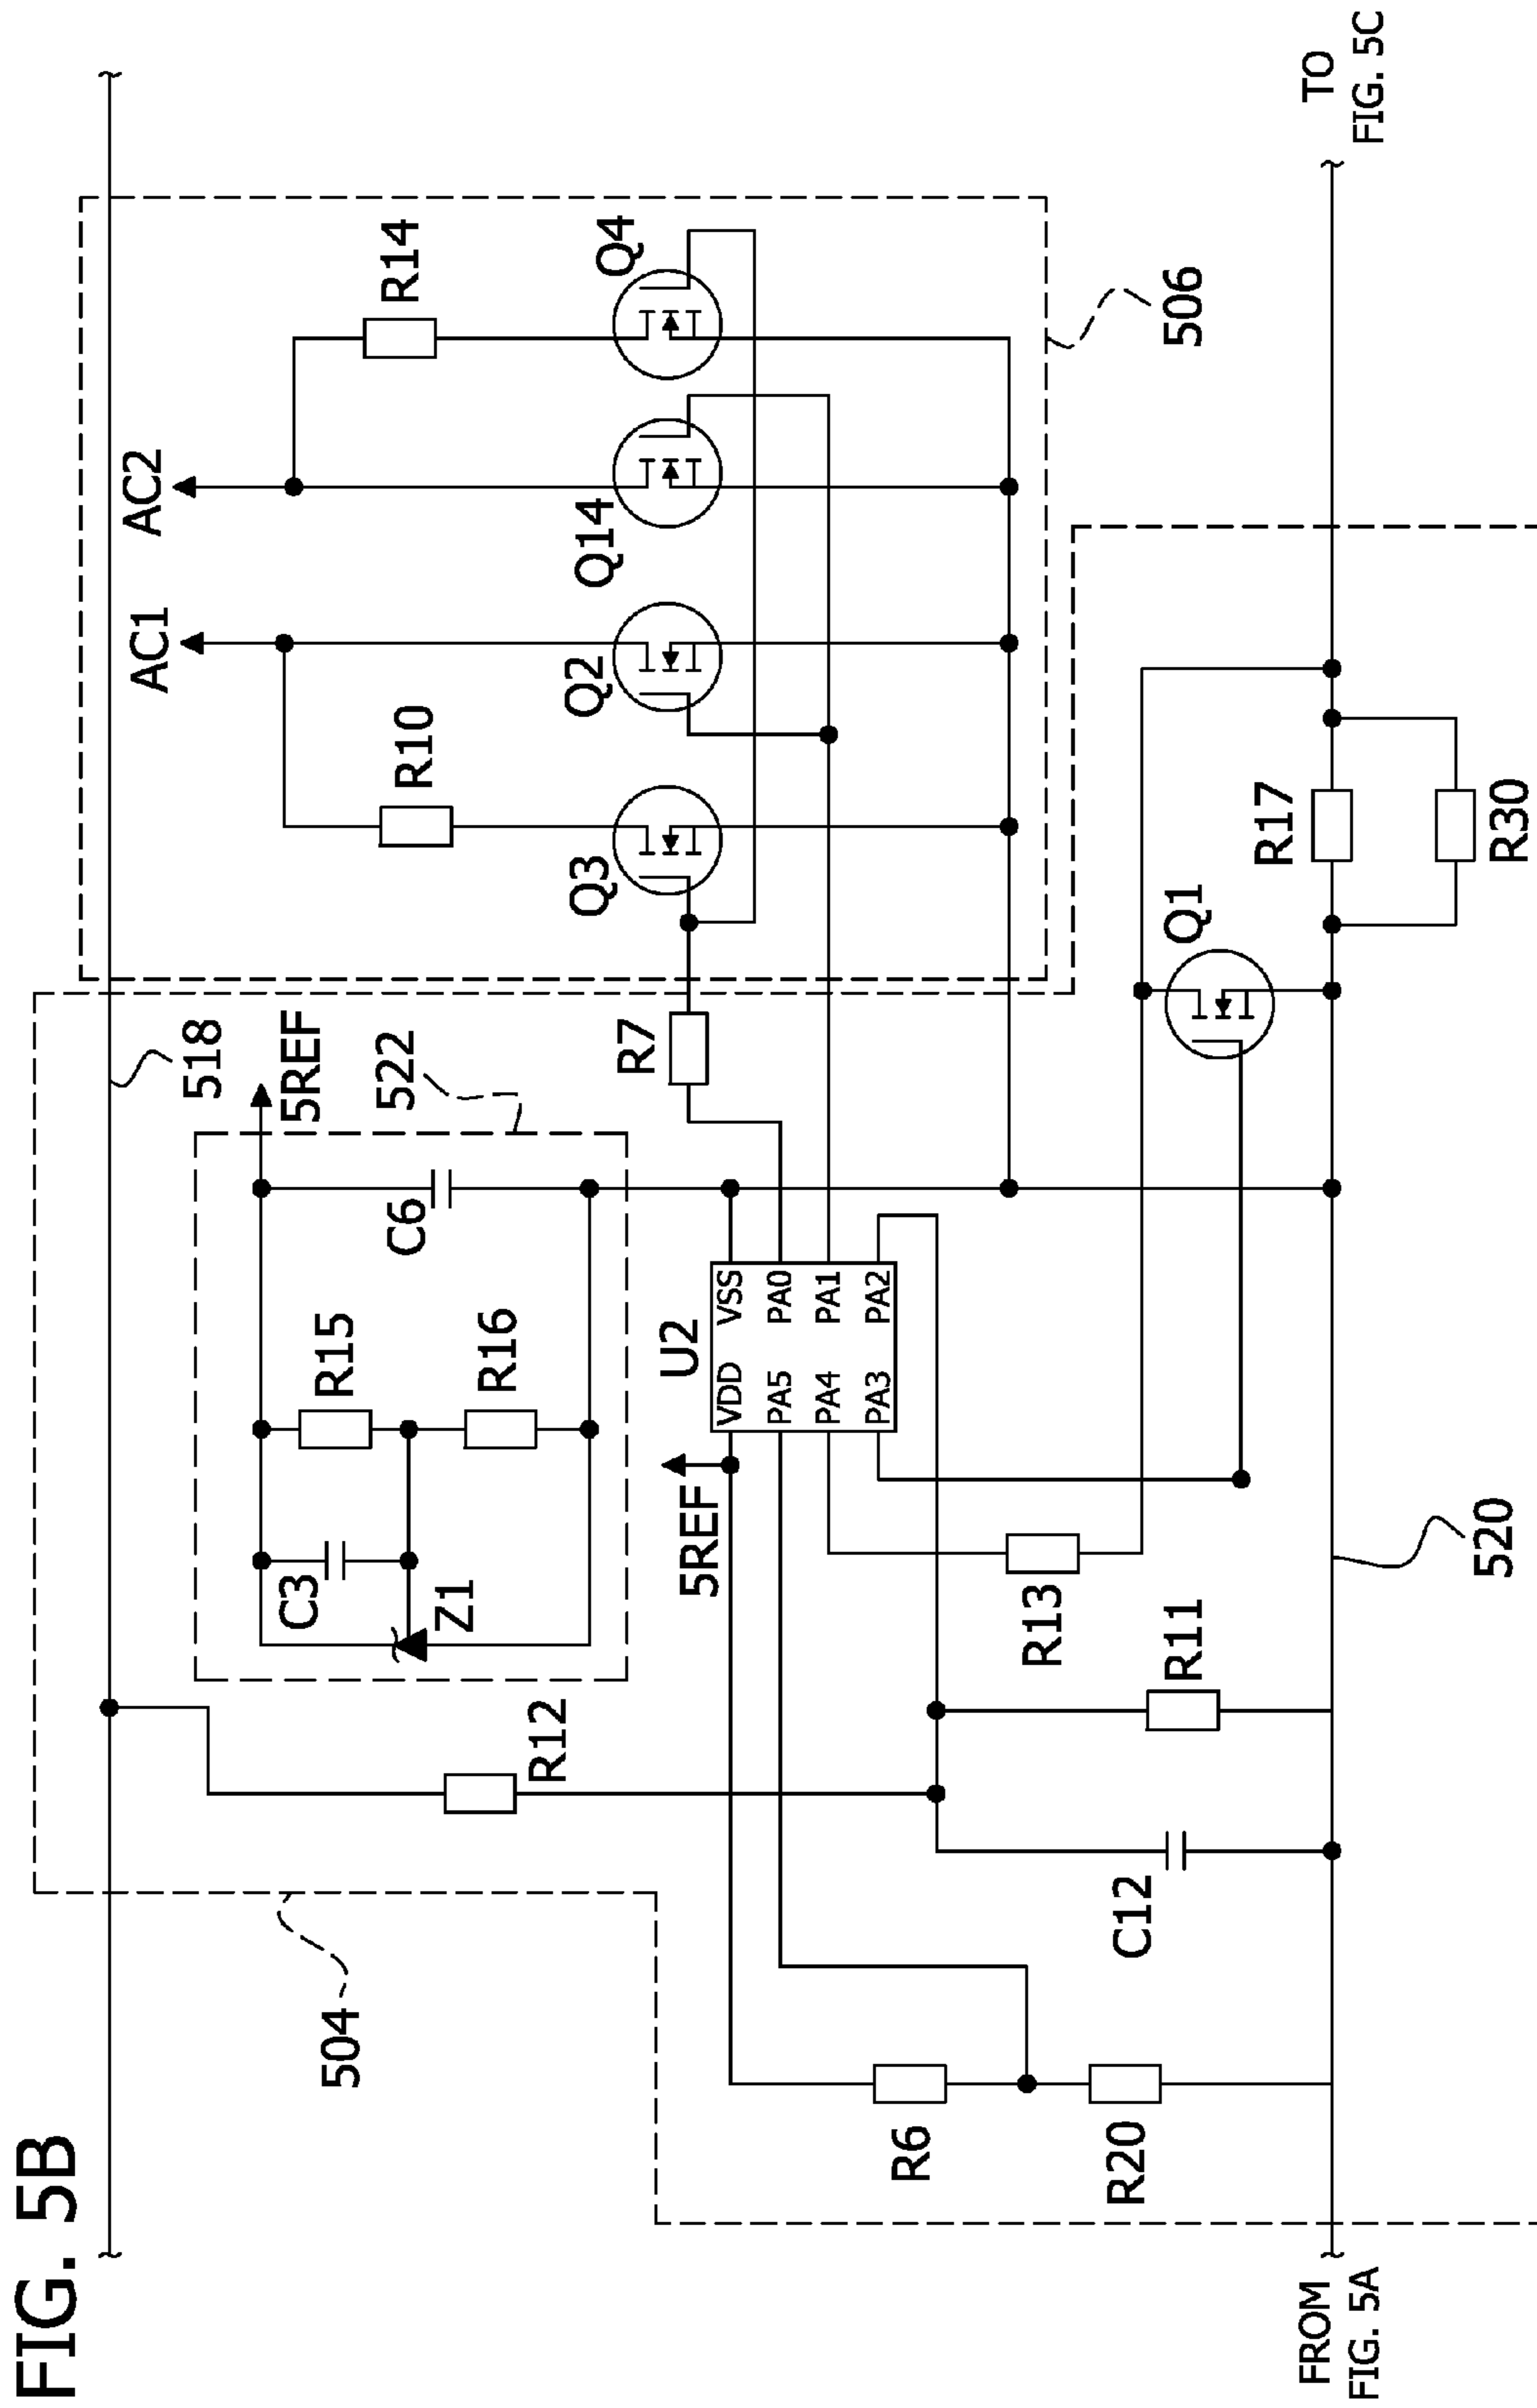 FIG. 5B
518
AC1
AC2
5REF
522
504
R12
C3
Z1
R15
R16
C6
R7
R10
R14
Q3
Q2
Q14
Q4
506
5REF
U2
VDD
VSS
PA5
PA0
PA4
PA1
PA3
PA2
R6
R20
C12
R11
R13
Q1
R17
R30
520
FROM
FIG. 5A
TO
FIG. 5C